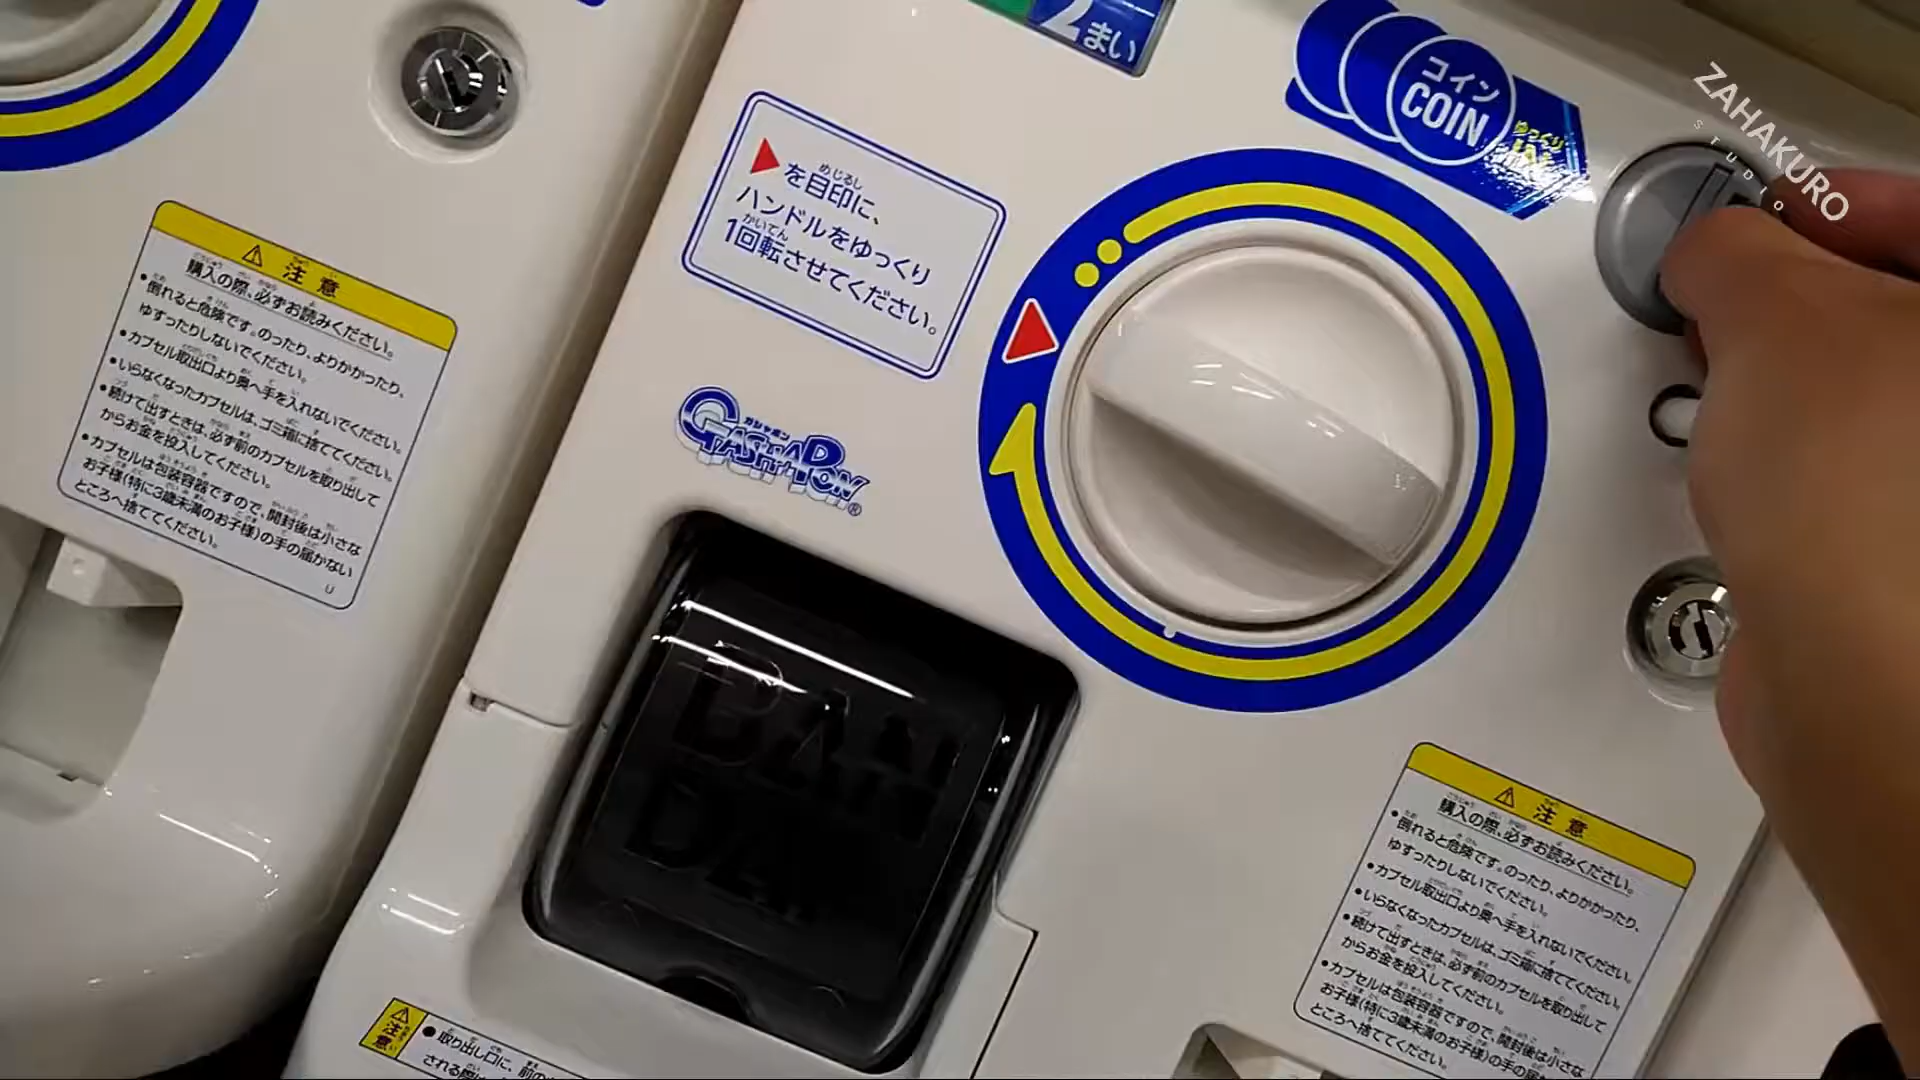 2 まい
コイン
COIN
ゆっくり
ZAHAKURO
STUDIO
を目印に、
ハンドルをゆっくり
1回転させてください。
ガシャポン
GASHAPON®
BAN
DAI
注意
購入の際、必ずお読みください。
・倒れると危険です。のったり、よりかかったり、
ゆすったりしないでください。
・カプセル取出口より奥へ手を入れないでください。
・いらなくなったカプセルは、ゴミ箱に捨ててください。
・続けて出すときは、必ず前のカプセルを取り出して
からお金を投入してください。
・カプセルは包装容器ですので、開封後は小さな
お子様(特に3歳未満のお子様)の手の届かない
ところへ捨ててください。
U
注意
購入の際、必ずお読みください。
・倒れると危険です。のったり、よりかかったり、
ゆすったりしないでください。
・カプセル取出口より奥へ手を入れないでください。
・いらなくなったカプセルは、ゴミ箱に捨ててください。
・続けて出すときは、必ず前のカプセルを取り出して
からお金を投入してください。
・カプセルは包装容器ですので、開封後は小さな
お子様(特に3歳未満のお子様)の手の届かない
ところへ捨ててください。
注意
●取り出し口に、前の
される際は